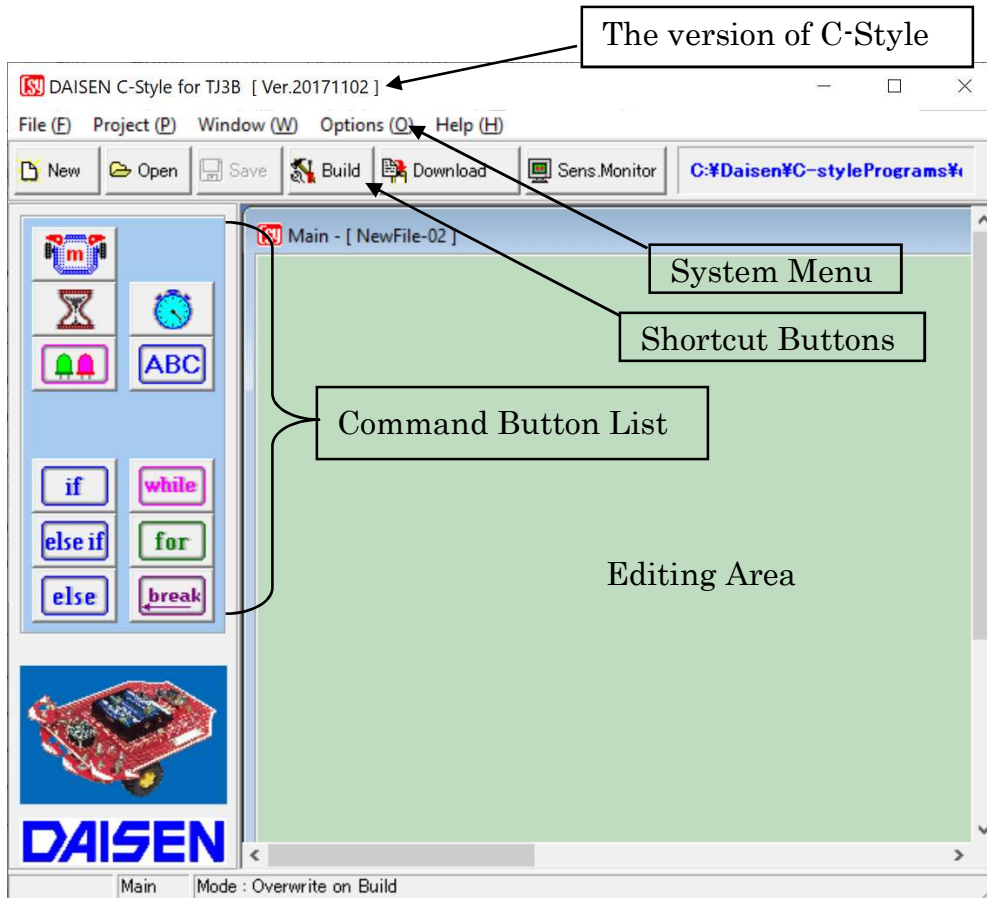 The version of C-Style
DAISEN C-Style for TJ3B [ Ver.20171102 ]
File (F) Project (P) Window (W) Options (O) Help (H)
New Open Save Build Download Sens.Monitor C:¥Daisen¥C-stylePrograms¥
m
Main - [ NewFile-02 ]
System Menu
Shortcut Buttons
ABC
Command Button List
if while
else if for
Editing Area
else break
DAISEN
Main Mode : Overwrite on Build